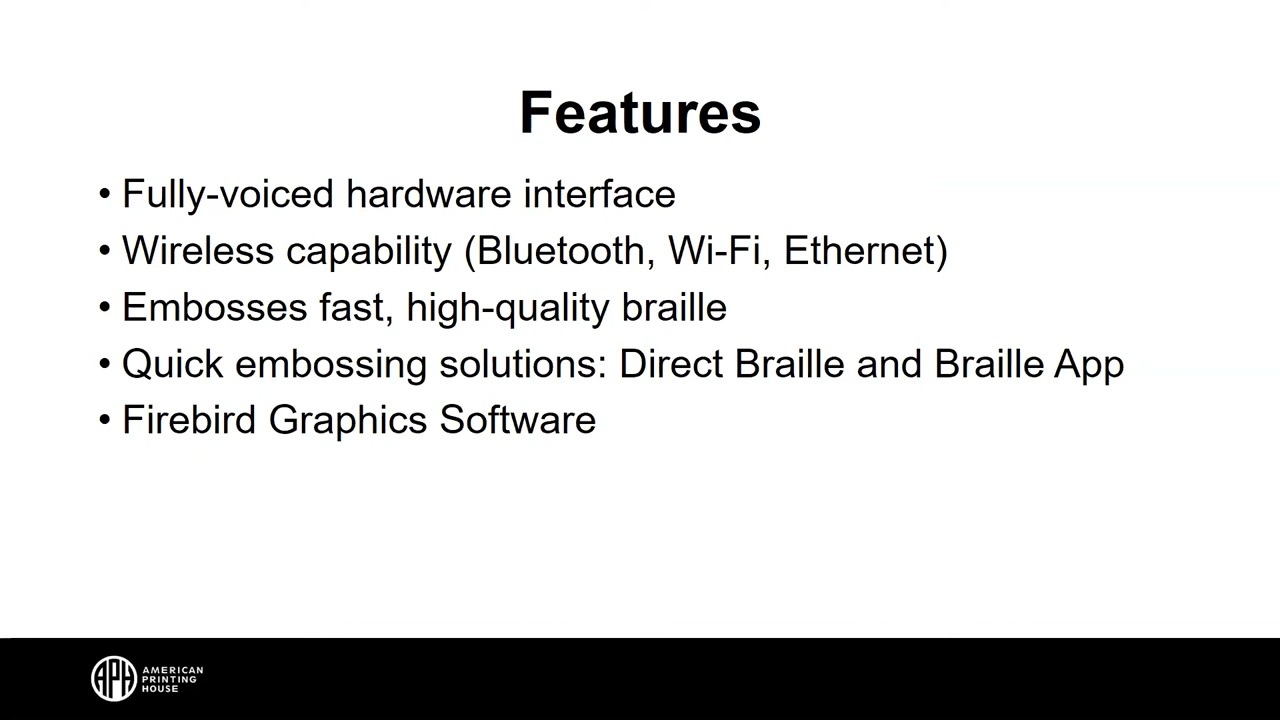 Features
• Fully-voiced hardware interface
• Wireless capability (Bluetooth, Wi-Fi, Ethernet)
• Embosses fast, high-quality braille
• Quick embossing solutions: Direct Braille and Braille App
• Firebird Graphics Software
APH
AMERICAN
PRINTING
HOUSE